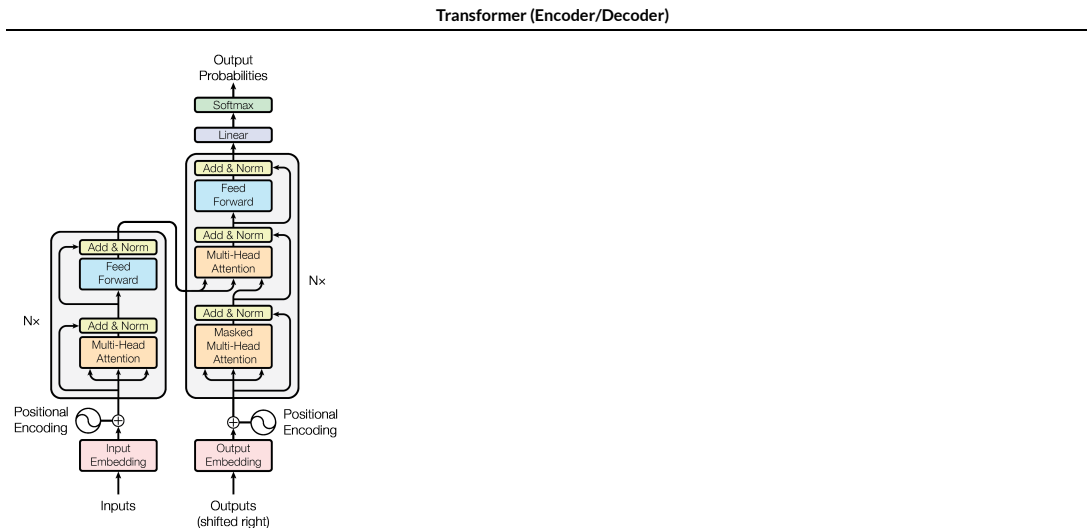 Transformer (Encoder/Decoder)
Output
Probabilities
Softmax
Linear
Add & Norm
Feed
Forward
Add & Norm
Multi-Head
Attention
Add & Norm
Masked
Multi-Head
Attention
Nx
Add & Norm
Feed
Forward
Add & Norm
Multi-Head
Attention
Nx
Positional
Encoding
Positional
Encoding
Input
Embedding
Output
Embedding
Inputs
Outputs
(shifted right)